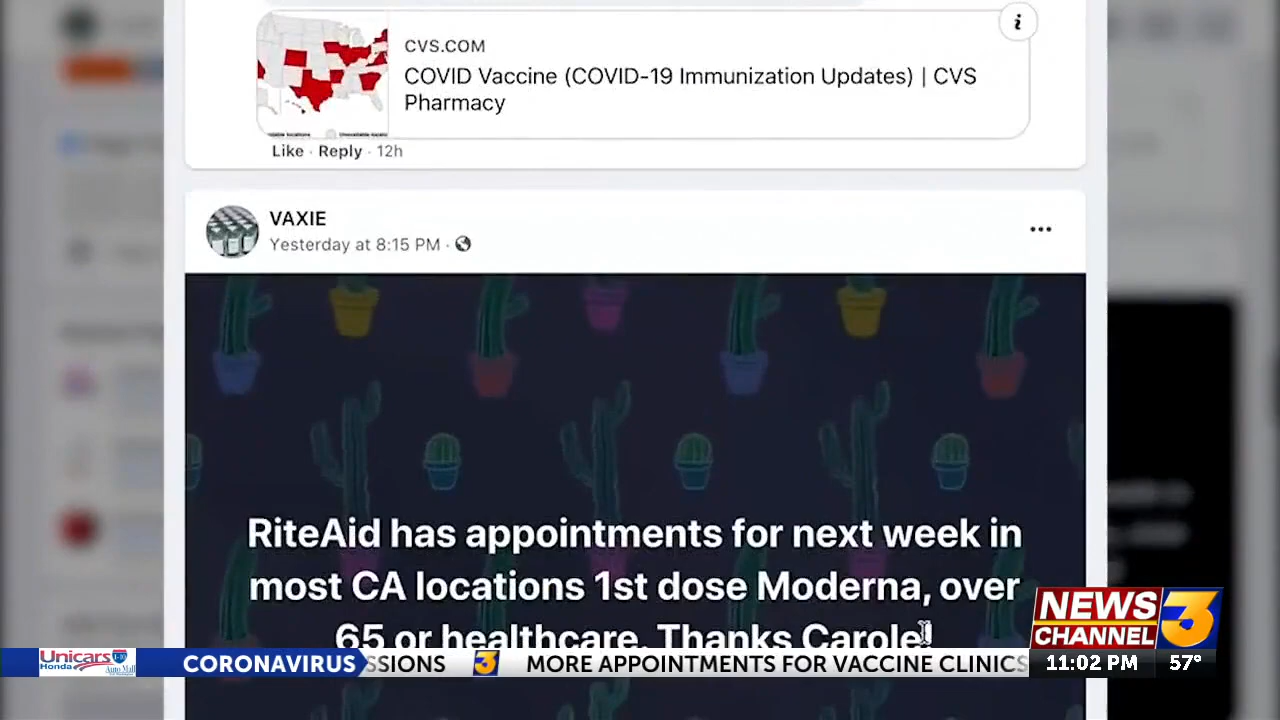 CVS.COM
COVID Vaccine (COVID-19 Immunization Updates) | CVS
Pharmacy
Like · Reply · 12h
VAXIE
Yesterday at 8:15 PM ·
RiteAid has appointments for next week in
most CA locations 1st dose Moderna, over
65 or healthcare. Thanks Carole!
NEWS
CHANNEL 3
Unicars
Honda
CORONAVIRUS
SSIONS 3 MORE APPOINTMENTS FOR VACCINE CLINICS
11:02 PM 57°